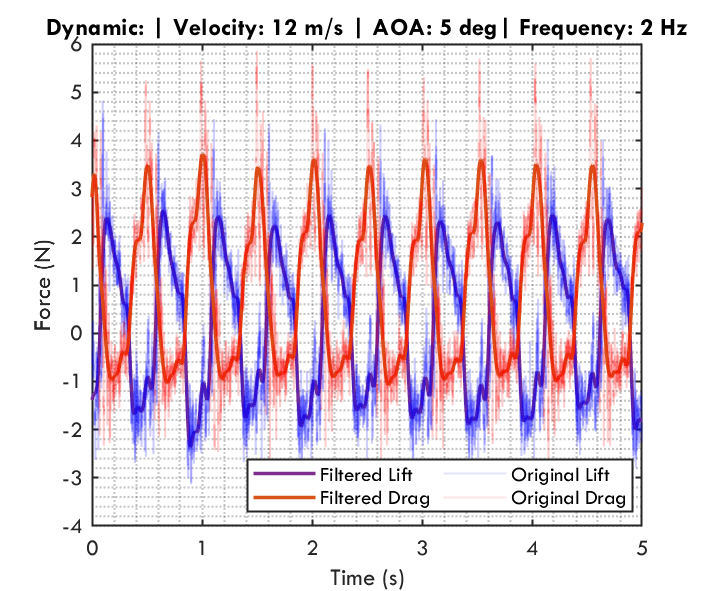 Dynamic: | Velocity: 12 m/s | AOA: 5 deg| Frequency: 2 Hz
6
5
4
3
2
1
0
-1
-2
-3
-4
Force (N)
Filtered Lift Original Lift
Filtered Drag Original Drag
0 1 2 3 4 5
Time (s)